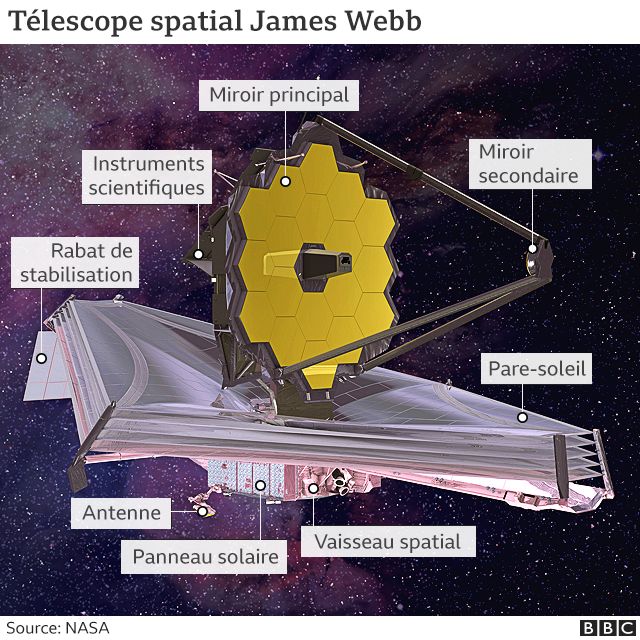 Télescope spatial James Webb
Miroir principal
Instruments
scientifiques
Miroir
secondaire
Rabat de
stabilisation
Pare-soleil
Antenne
Panneau solaire
Vaisseau spatial
Source: NASA
BBC